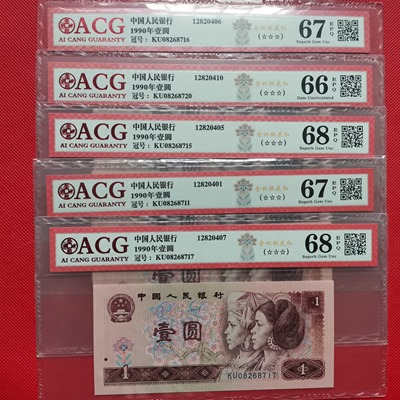 ACG
AI CANG GUARANTY
中国人民银行 12820406
1990年壹圆
冠号: KU08268716
(☆☆☆)
67 EPQ
Superb Gem Unc
ACG
AI CANG GUARANTY
中国人民银行 12820410
1990年壹圆
冠号: KU08268720
(☆☆☆)
66 EPQ
Gem Uncirculated
ACG
AI CANG GUARANTY
中国人民银行 12820405
1990年壹圆
冠号: KU08268715
(☆☆☆)
68 EPQ
Superb Gem Unc
ACG
AI CANG GUARANTY
中国人民银行 12820401
1990年壹圆
冠号: KU08268711
(☆☆☆)
67 EPQ
Superb Gem Unc
ACG
AI CANG GUARANTY
中国人民银行 12820407
1990年壹圆
冠号: KU08268717
(☆☆☆)
68 EPQ
Superb Gem Unc
中国人民银行
壹圆
1
KU08268717
1
1